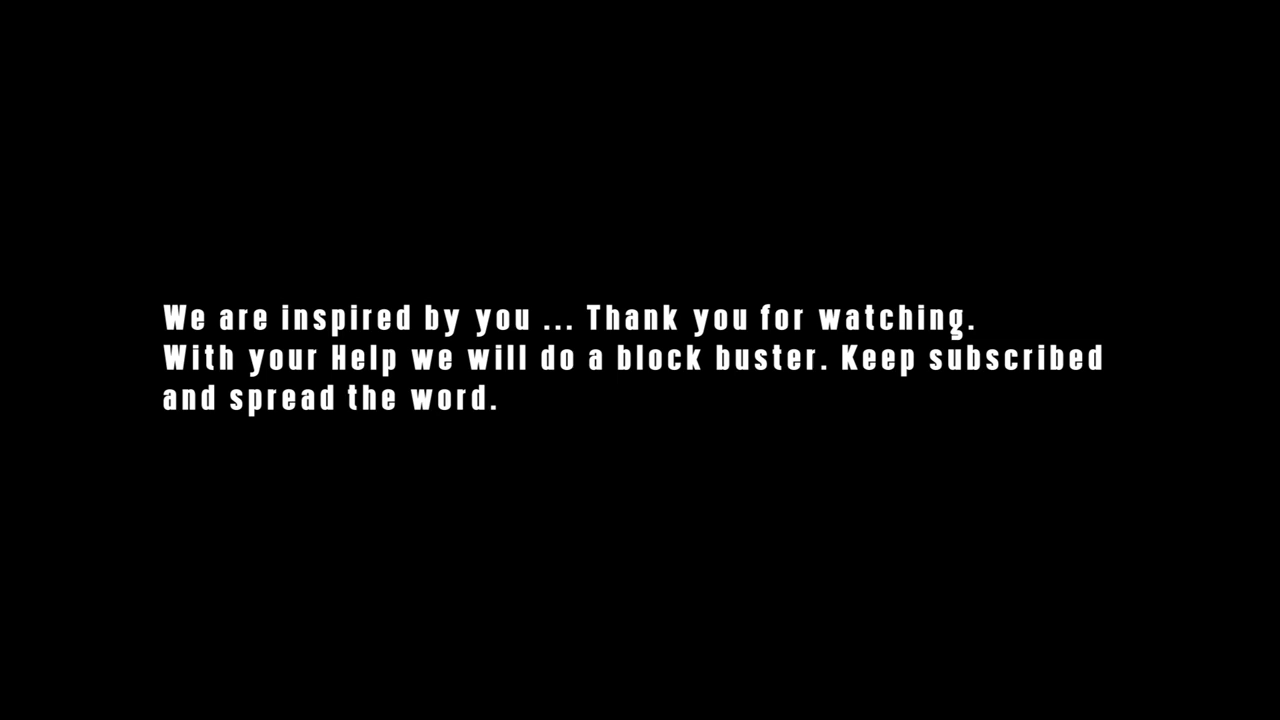 We are inspired by you ... Thank you for watching.
With your Help we will do a block buster. Keep subscribed
and spread the word.